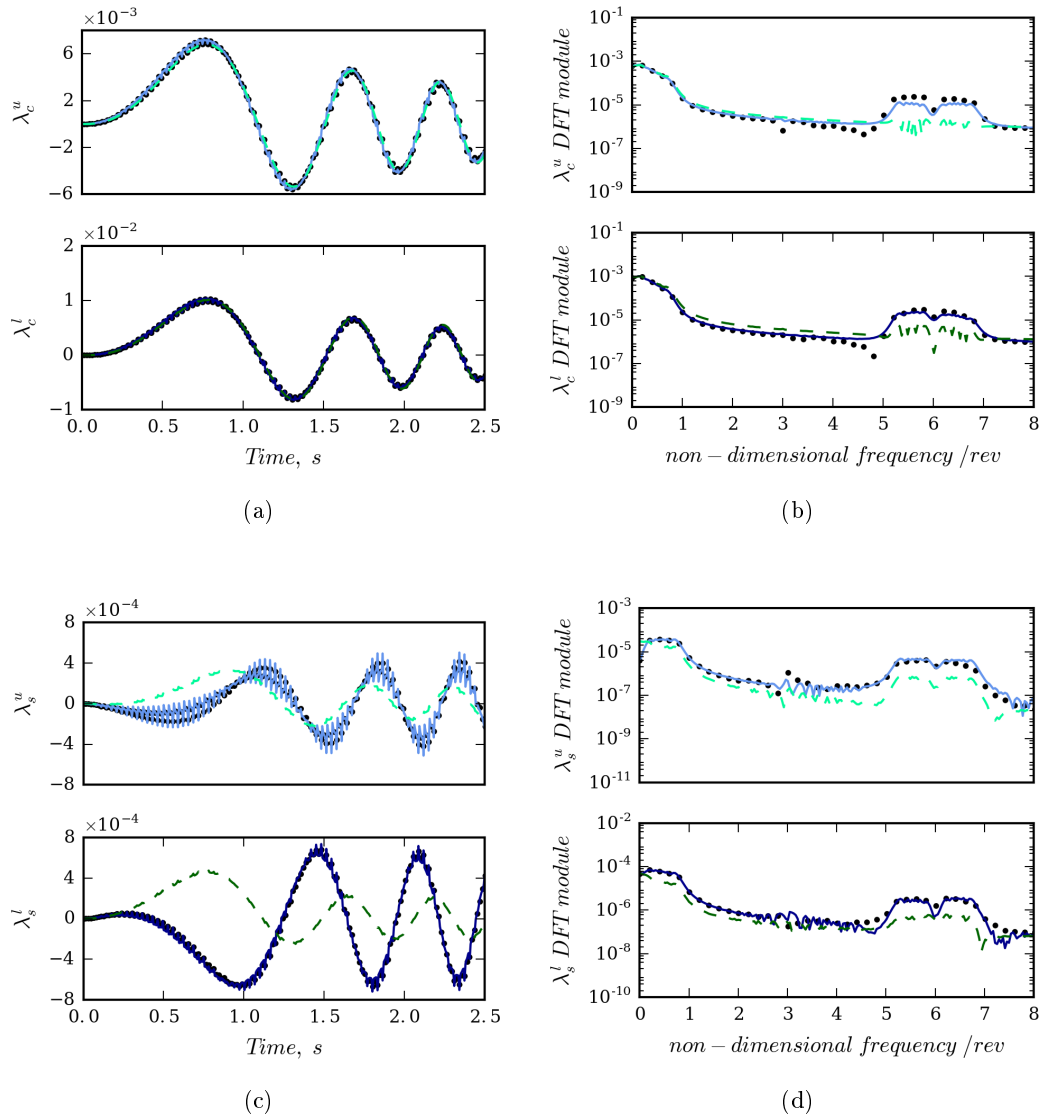 ×10⁻³
6
2
−2
−6
λ_c^u
×10⁻²
2
1
0
−1
λ_c^l
0.0 0.5 1.0 1.5 2.0 2.5
Time, s
(a)
10⁻¹
10⁻³
10⁻⁵
10⁻⁷
10⁻⁹
λ_c^u DFT module
10⁻¹
10⁻³
10⁻⁵
10⁻⁷
10⁻⁹
λ_c^l DFT module
0 1 2 3 4 5 6 7 8
non − dimensional frequency /rev
(b)
×10⁻⁴
8
4
0
−4
−8
λ_s^u
×10⁻⁴
8
4
0
−4
−8
λ_s^l
0.0 0.5 1.0 1.5 2.0 2.5
Time, s
(c)
10⁻³
10⁻⁵
10⁻⁷
10⁻⁹
10⁻¹¹
λ_s^u DFT module
10⁻²
10⁻⁴
10⁻⁶
10⁻⁸
10⁻¹⁰
λ_s^l DFT module
0 1 2 3 4 5 6 7 8
non − dimensional frequency /rev
(d)